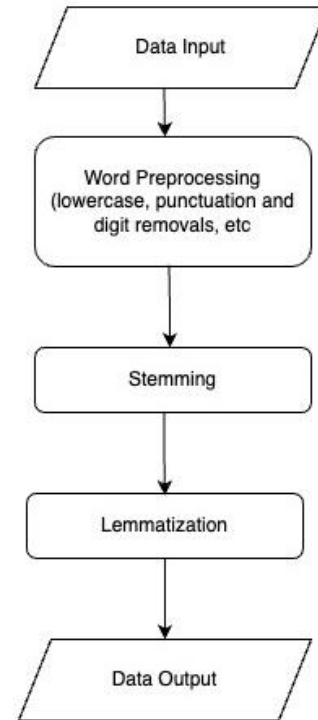 Data Input
Word Preprocessing
(lowercase, punctuation and
digit removals, etc
Stemming
Lemmatization
Data Output